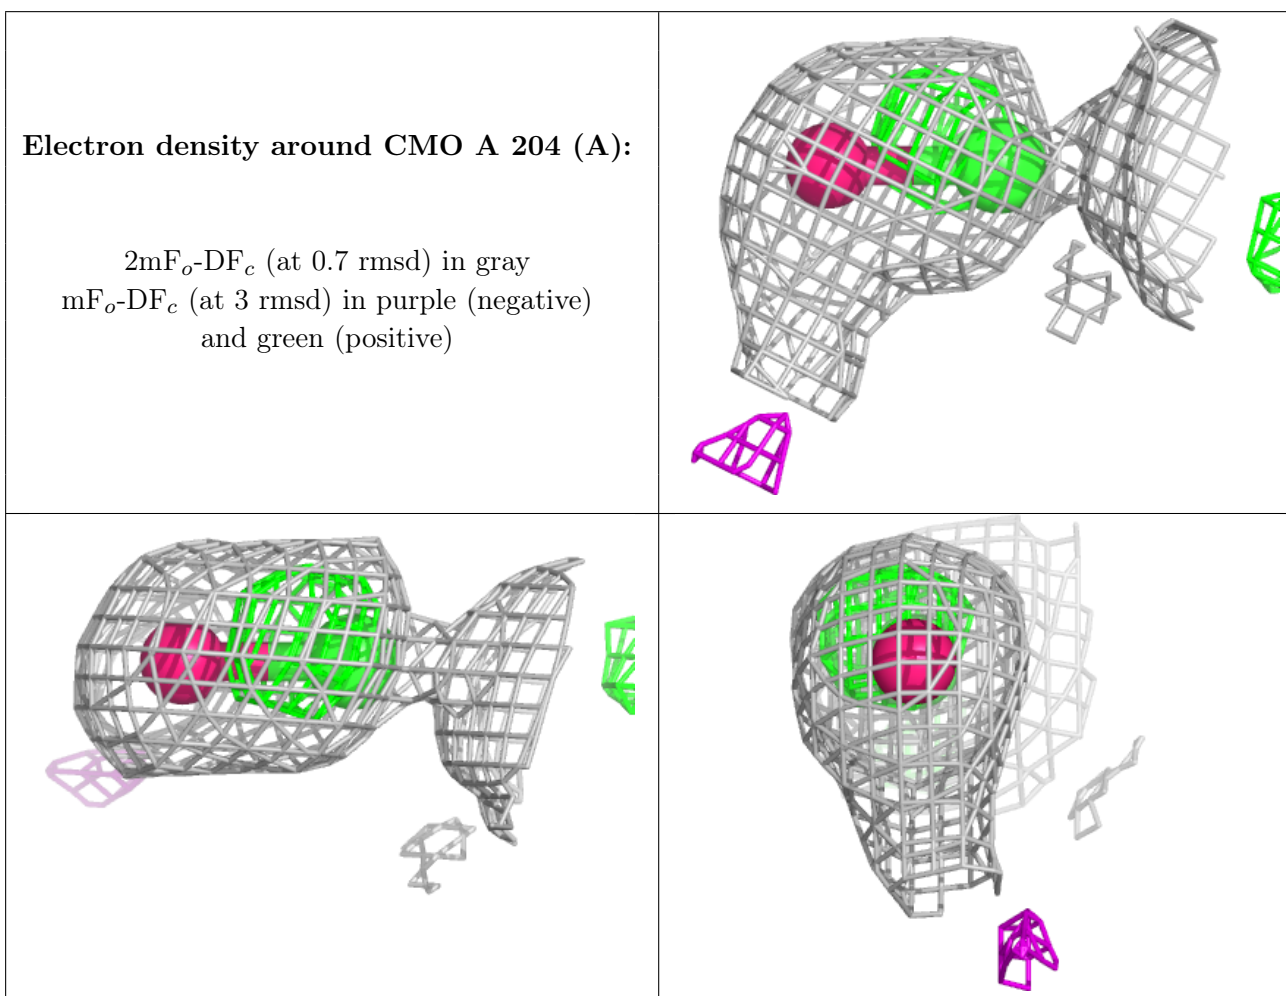 Electron density around CMO A 204 (A):
2mFo-DFc (at 0.7 rmsd) in gray
mFo-DFc (at 3 rmsd) in purple (negative)
and green (positive)